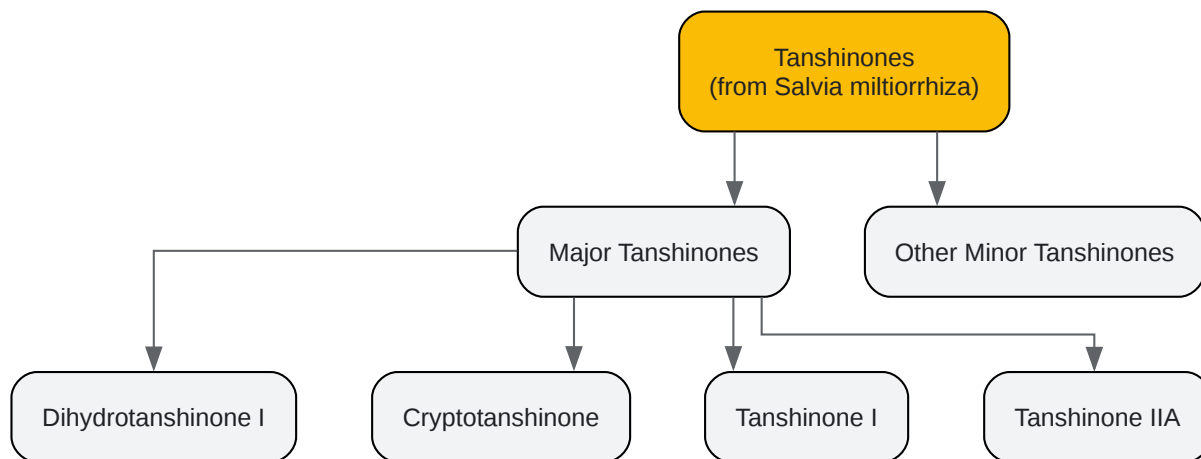 Tanshinones
(from Salvia miltiorrhiza)
Major Tanshinones
Other Minor Tanshinones
Dihydrotanshinone I
Cryptotanshinone
Tanshinone I
Tanshinone IIA